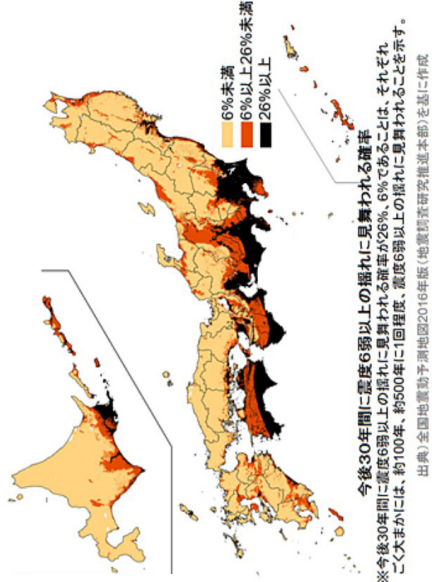 6%未満
6%以上26%未満
26%以上
今後30年間に震度6弱以上の揺れに見舞われる確率
※今後30年間に震度6弱以上の揺れに見舞われる確率が26%、6%であることは、それぞれ
ごく大まかには、約100年、約500年に1回程度、震度6弱以上の揺れに見舞われることを示す。
出典)全国地震動予測地図2016年版(地震調査研究推進本部)を基に作成